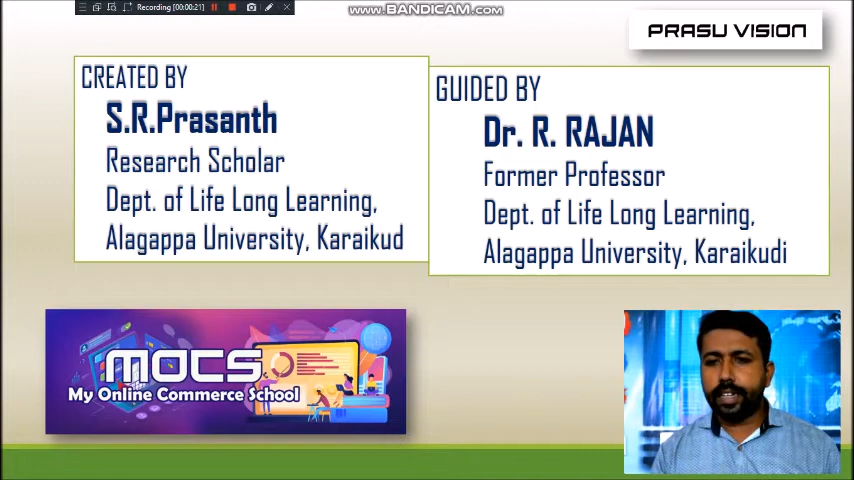 Recording [00:00:21]
www.BANDICAM.com
PRASU VISION
CREATED BY
S.R.Prasanth
Research Scholar
Dept. of Life Long Learning,
Alagappa University, Karaikud
GUIDED BY
Dr. R. RAJAN
Former Professor
Dept. of Life Long Learning,
Alagappa University, Karaikudi
MOCS
My Online Commerce School